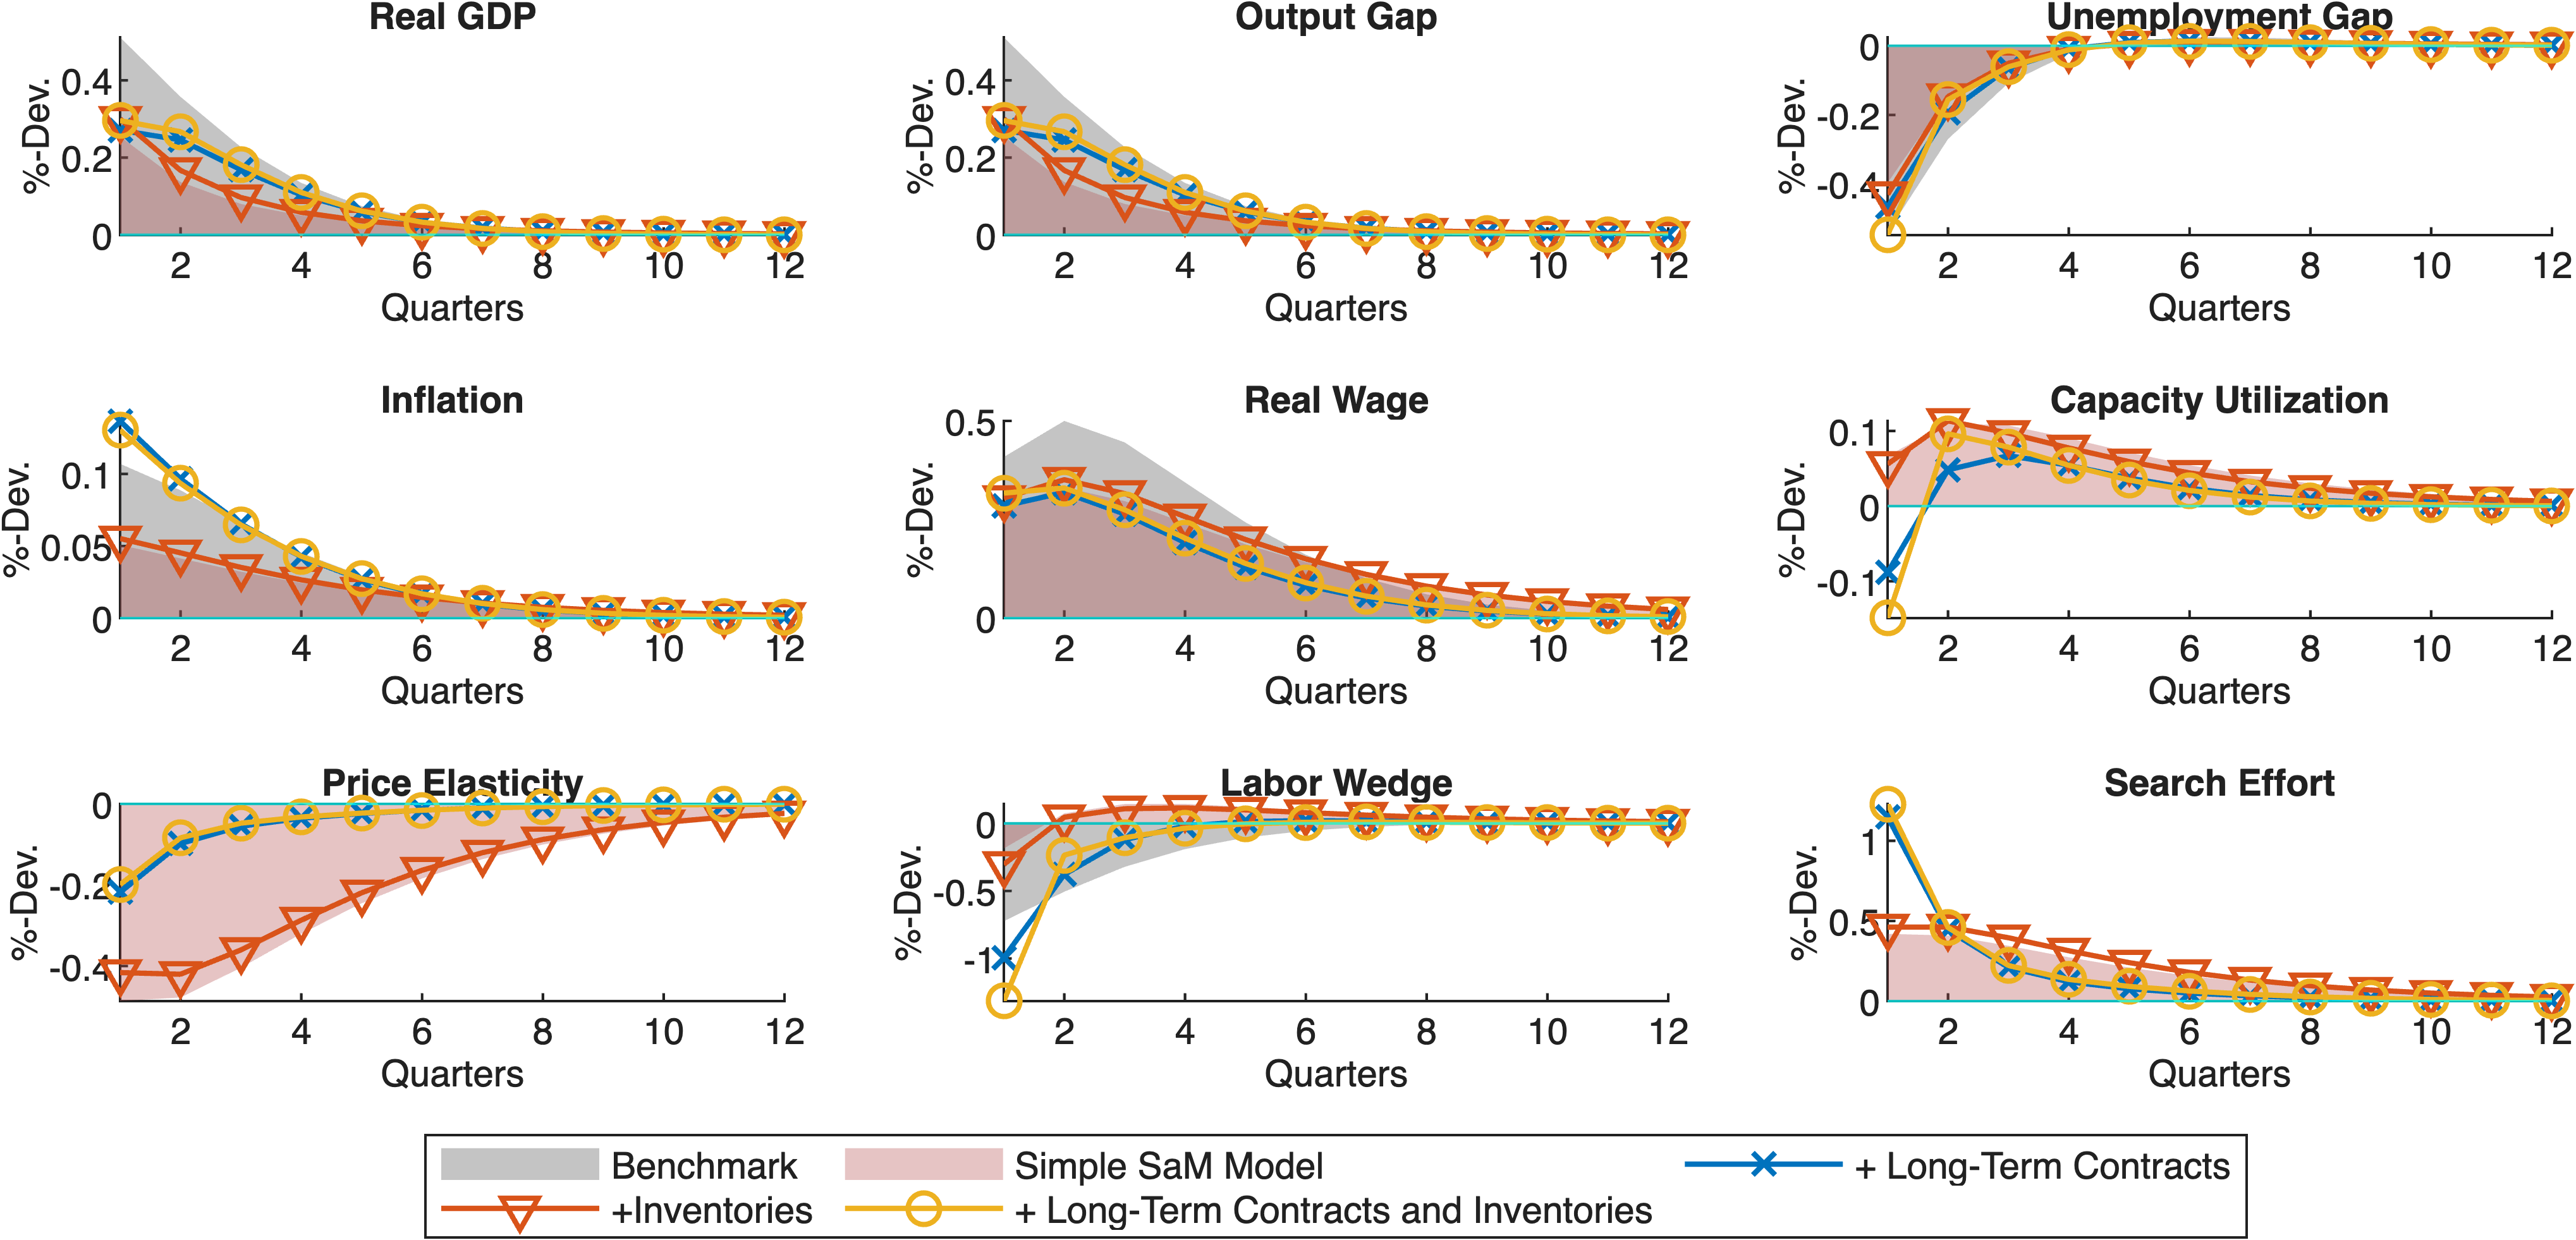 Real GDP
Output Gap
Unemployment Gap
%-Dev.
0.4
0.2
0
2 4 6 8 10 12
Quarters
%-Dev.
0.4
0.2
0
2 4 6 8 10 12
Quarters
%-Dev.
0
-0.2
-0.4
2 4 6 8 10 12
Quarters
Inflation
Real Wage
Capacity Utilization
%-Dev.
0.1
0.05
0
2 4 6 8 10 12
Quarters
%-Dev.
0.5
0
2 4 6 8 10 12
Quarters
%-Dev.
0.1
0
-0.1
2 4 6 8 10 12
Quarters
Price Elasticity
Labor Wedge
Search Effort
%-Dev.
0
-0.2
-0.4
2 4 6 8 10 12
Quarters
%-Dev.
0
-0.5
-1
2 4 6 8 10 12
Quarters
%-Dev.
1
0.5
0
2 4 6 8 10 12
Quarters
Benchmark
Simple SaM Model
+ Long-Term Contracts
+Inventories
+ Long-Term Contracts and Inventories